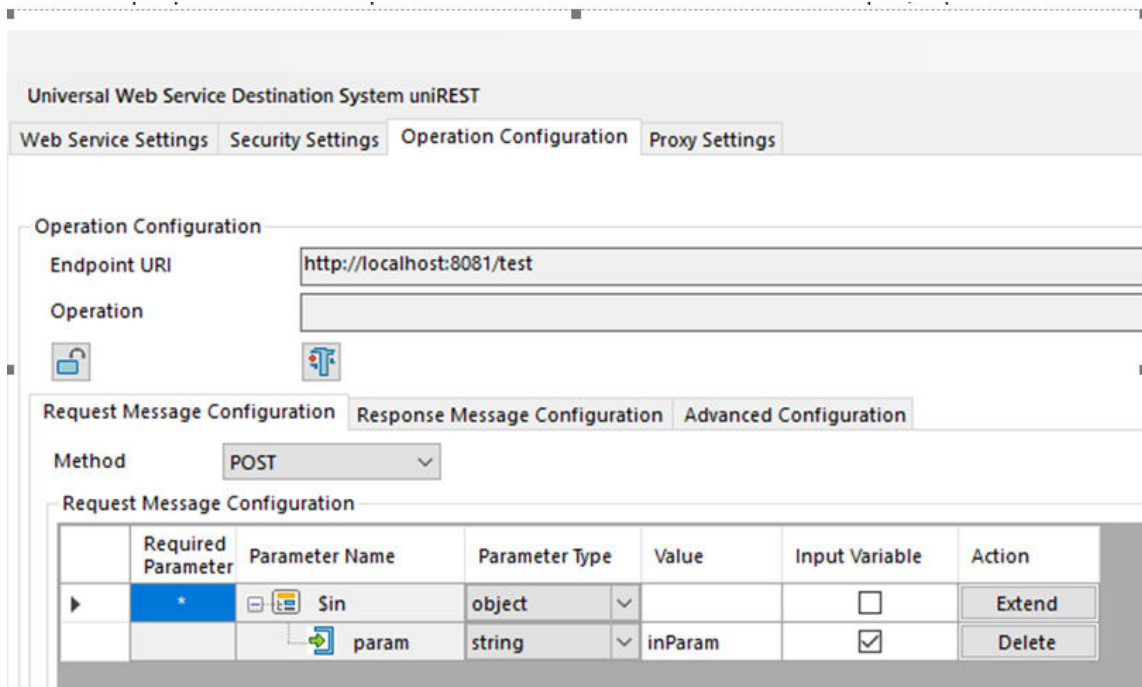 Universal Web Service Destination System uniREST
Web Service Settings Security Settings Operation Configuration Proxy Settings
Operation Configuration
Endpoint URI http://localhost:8081/test
Operation
Request Message Configuration Response Message Configuration Advanced Configuration
Method POST
Request Message Configuration
Required Parameter Parameter Name Parameter Type Value Input Variable Action
* $in object Extend
param string inParam Delete